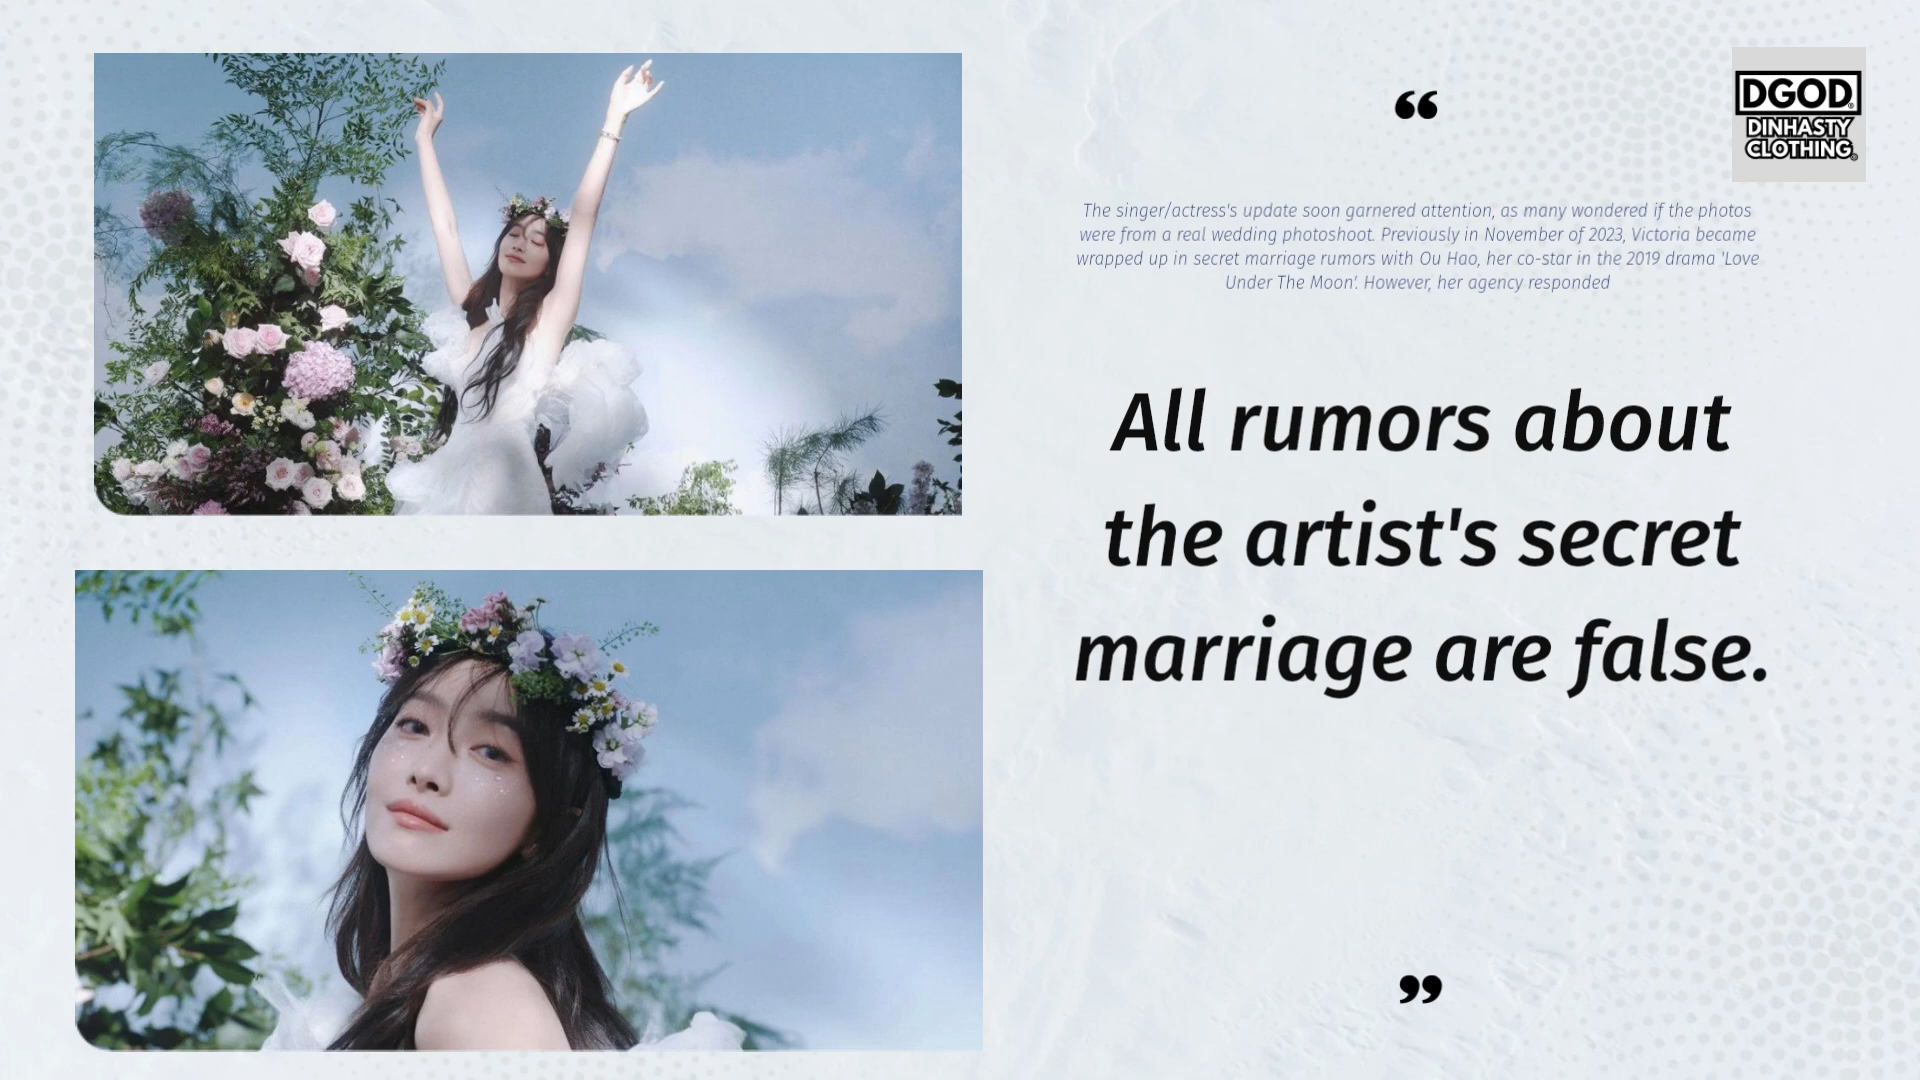 “
DGOD®
DINHASTY
CLOTHING®
The singer/actress's update soon garnered attention, as many wondered if the photos
were from a real wedding photoshoot. Previously in November of 2023, Victoria became
wrapped up in secret marriage rumors with Ou Hao, her co-star in the 2019 drama 'Love
Under The Moon'. However, her agency responded
All rumors about
the artist's secret
marriage are false.
”